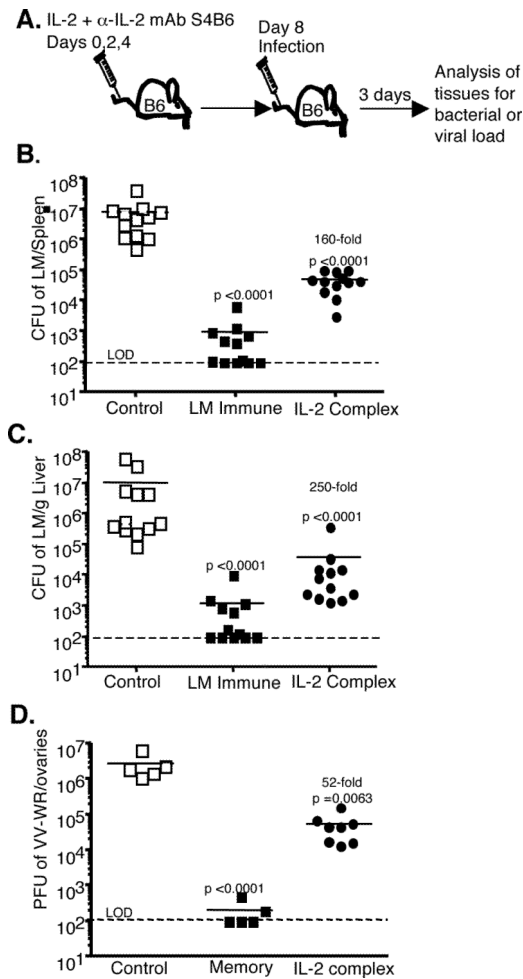 A.
IL-2 + α-IL-2 mAb S4B6
Days 0,2,4
B6
Day 8
Infection
B6
3 days
Analysis of
tissues for
bacterial or
viral load
B.
CFU of LM/Spleen
10^8
10^7
10^6
10^5
10^4
10^3
10^2
10^1
LOD
p <0.0001
160-fold
p <0.0001
Control
LM Immune
IL-2 Complex
C.
CFU of LM/g Liver
10^8
10^7
10^6
10^5
10^4
10^3
10^2
10^1
p <0.0001
250-fold
p <0.0001
Control
LM Immune
IL-2 Complex
D.
PFU of VV-WR/ovaries
10^7
10^6
10^5
10^4
10^3
10^2
10^1
LOD
p <0.0001
52-fold
p =0.0063
Control
Memory
IL-2 complex